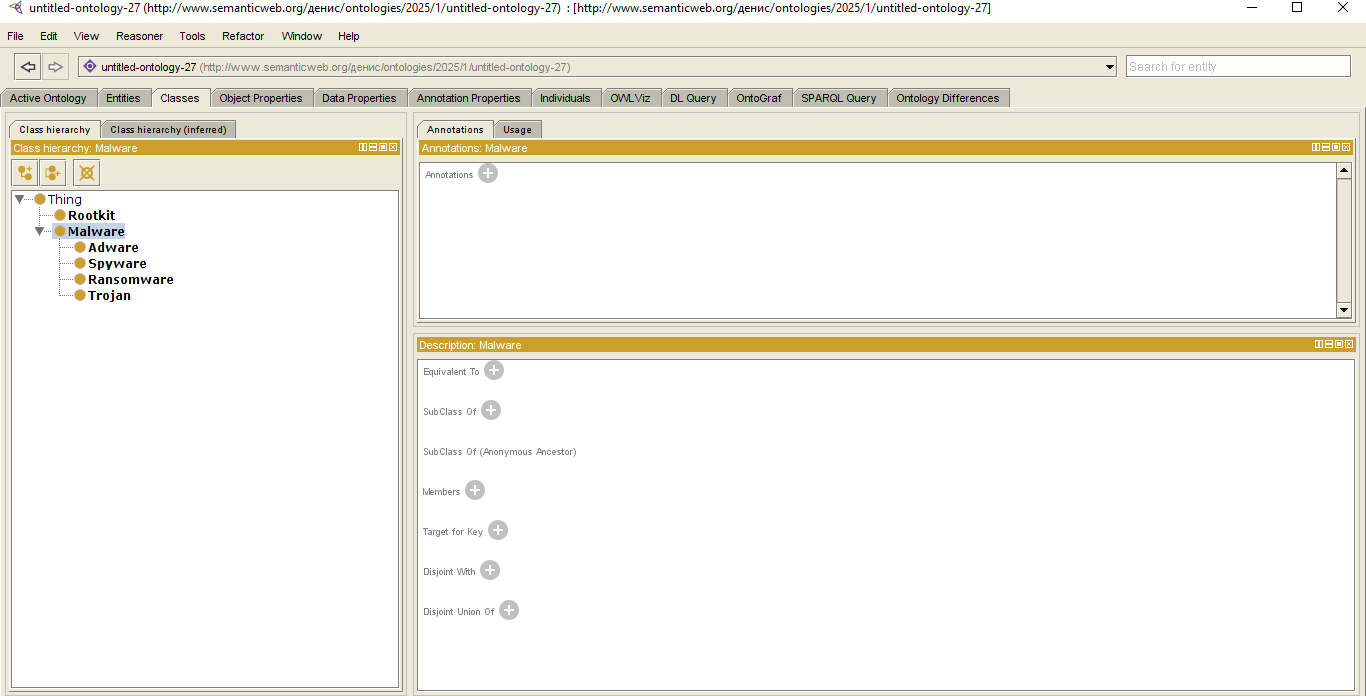 untitled-ontology-27 (http://www.semanticweb.org/денис/ontologies/2025/1/untitled-ontology-27) : [http://www.semanticweb.org/денис/ontologies/2025/1/untitled-ontology-27]
File Edit View Reasoner Tools Refactor Window Help
untitled-ontology-27 (http://www.semanticweb.org/денис/ontologies/2025/1/untitled-ontology-27) Search for entity
Active Ontology Entities Classes Object Properties Data Properties Annotation Properties Individuals OWLViz DL Query OntoGraf SPARQL Query Ontology Differences
Class hierarchy Class hierarchy (inferred)
Class hierarchy: Malware
Thing
Rootkit
Malware
Adware
Spyware
Ransomware
Trojan
Annotations Usage
Annotations: Malware
Annotations
Description: Malware
Equivalent To
SubClass Of
SubClass Of (Anonymous Ancestor)
Members
Target for Key
Disjoint With
Disjoint Union Of